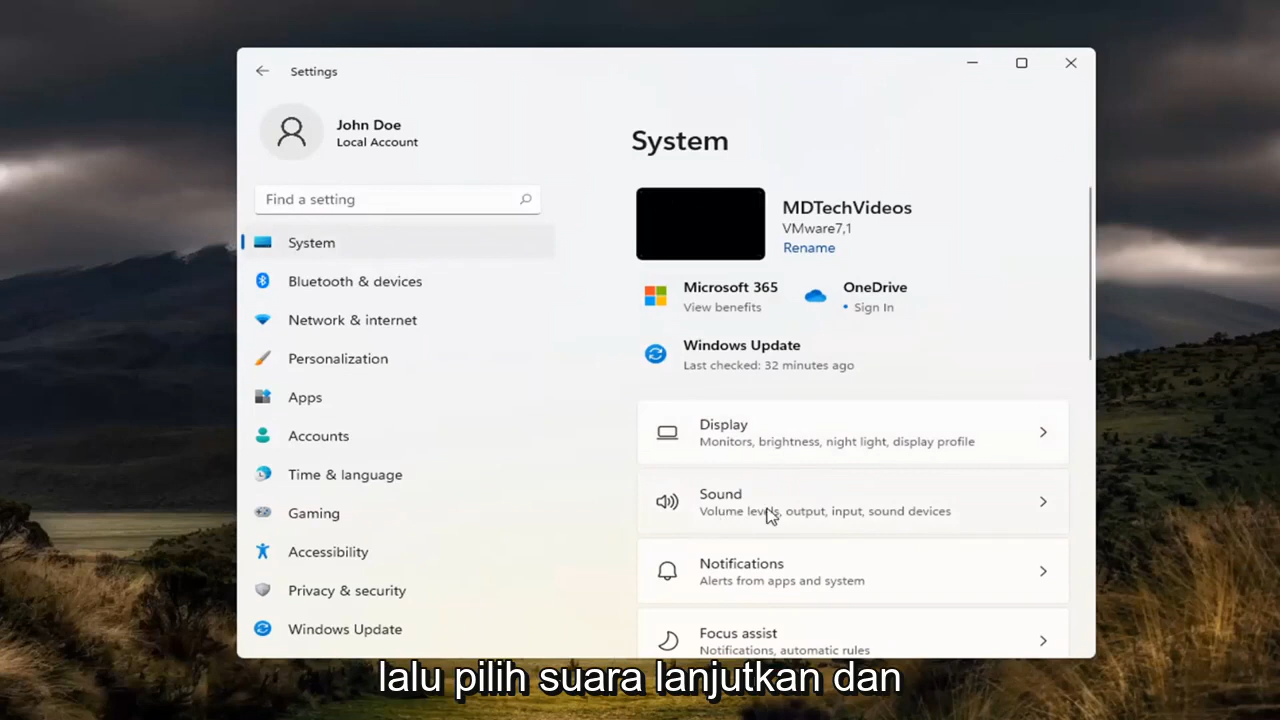 Settings
John Doe
Local Account
Find a setting
System
Bluetooth & devices
Network & internet
Personalization
Apps
Accounts
Time & language
Gaming
Accessibility
Privacy & security
Windows Update
System
MDTechVideos
VMware7,1
Rename
Microsoft 365
View benefits
OneDrive
• Sign In
Windows Update
Last checked: 32 minutes ago
Display
Monitors, brightness, night light, display profile
Sound
Volume levels, output, input, sound devices
Notifications
Alerts from apps and system
Focus assist
Notifications, automatic rules
lalu pilih suara lanjutkan dan